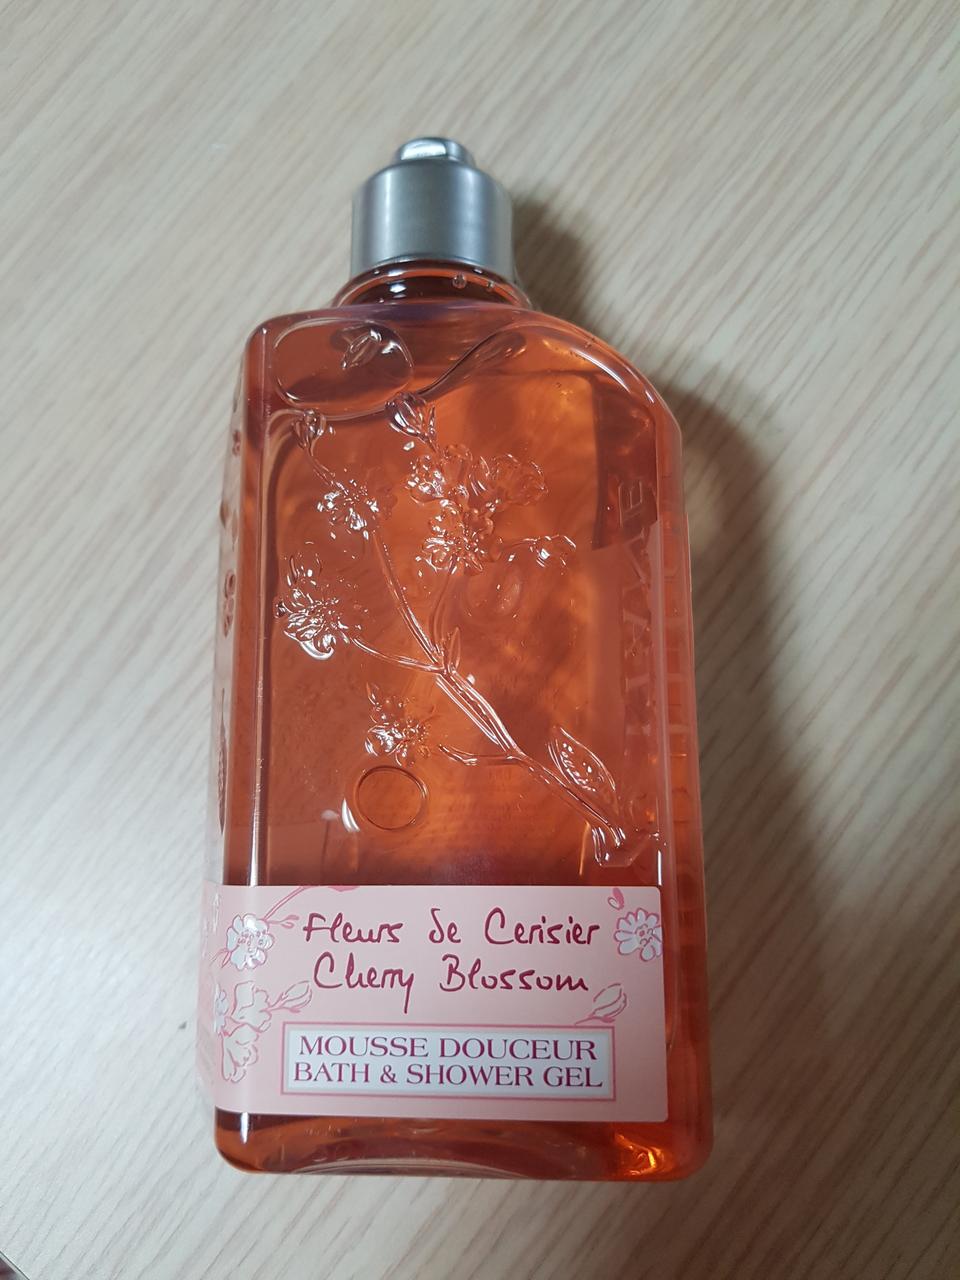 Fleurs de Cerisier
Cherry Blossom
MOUSSE DOUCEUR
BATH & SHOWER GEL